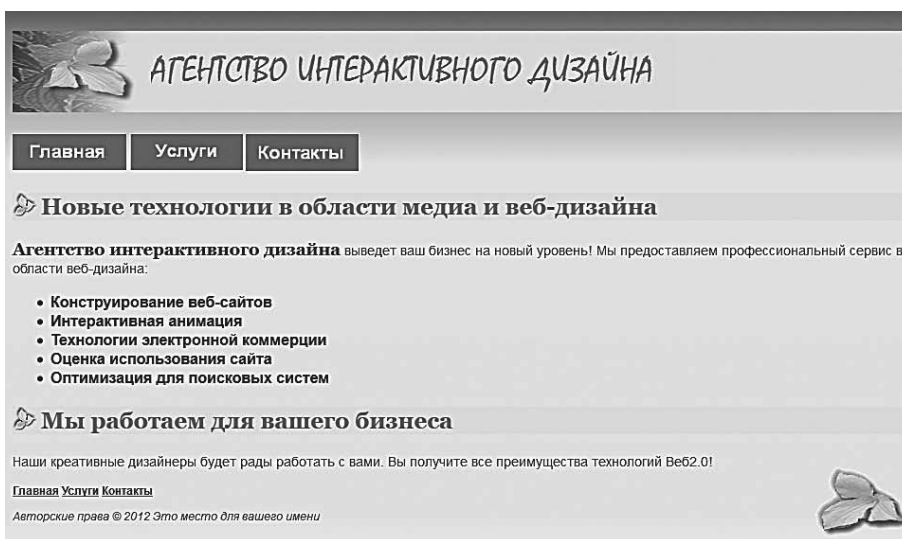 АГЕНТСТВО ИНТЕРАКТИВНОГО ДИЗАЙНА
Главная Услуги Контакты
Новые технологии в области медиа и веб-дизайна
Агентство интерактивного дизайна выведет ваш бизнес на новый уровень! Мы предоставляем профессиональный сервис в
области веб-дизайна:
• Конструирование веб-сайтов
• Интерактивная анимация
• Технологии электронной коммерции
• Оценка использования сайта
• Оптимизация для поисковых систем
Мы работаем для вашего бизнеса
Наши креативные дизайнеры будет рады работать с вами. Вы получите все преимущества технологий Веб2.0!
Главная Услуги Контакты
Авторские права © 2012 Это место для вашего имени